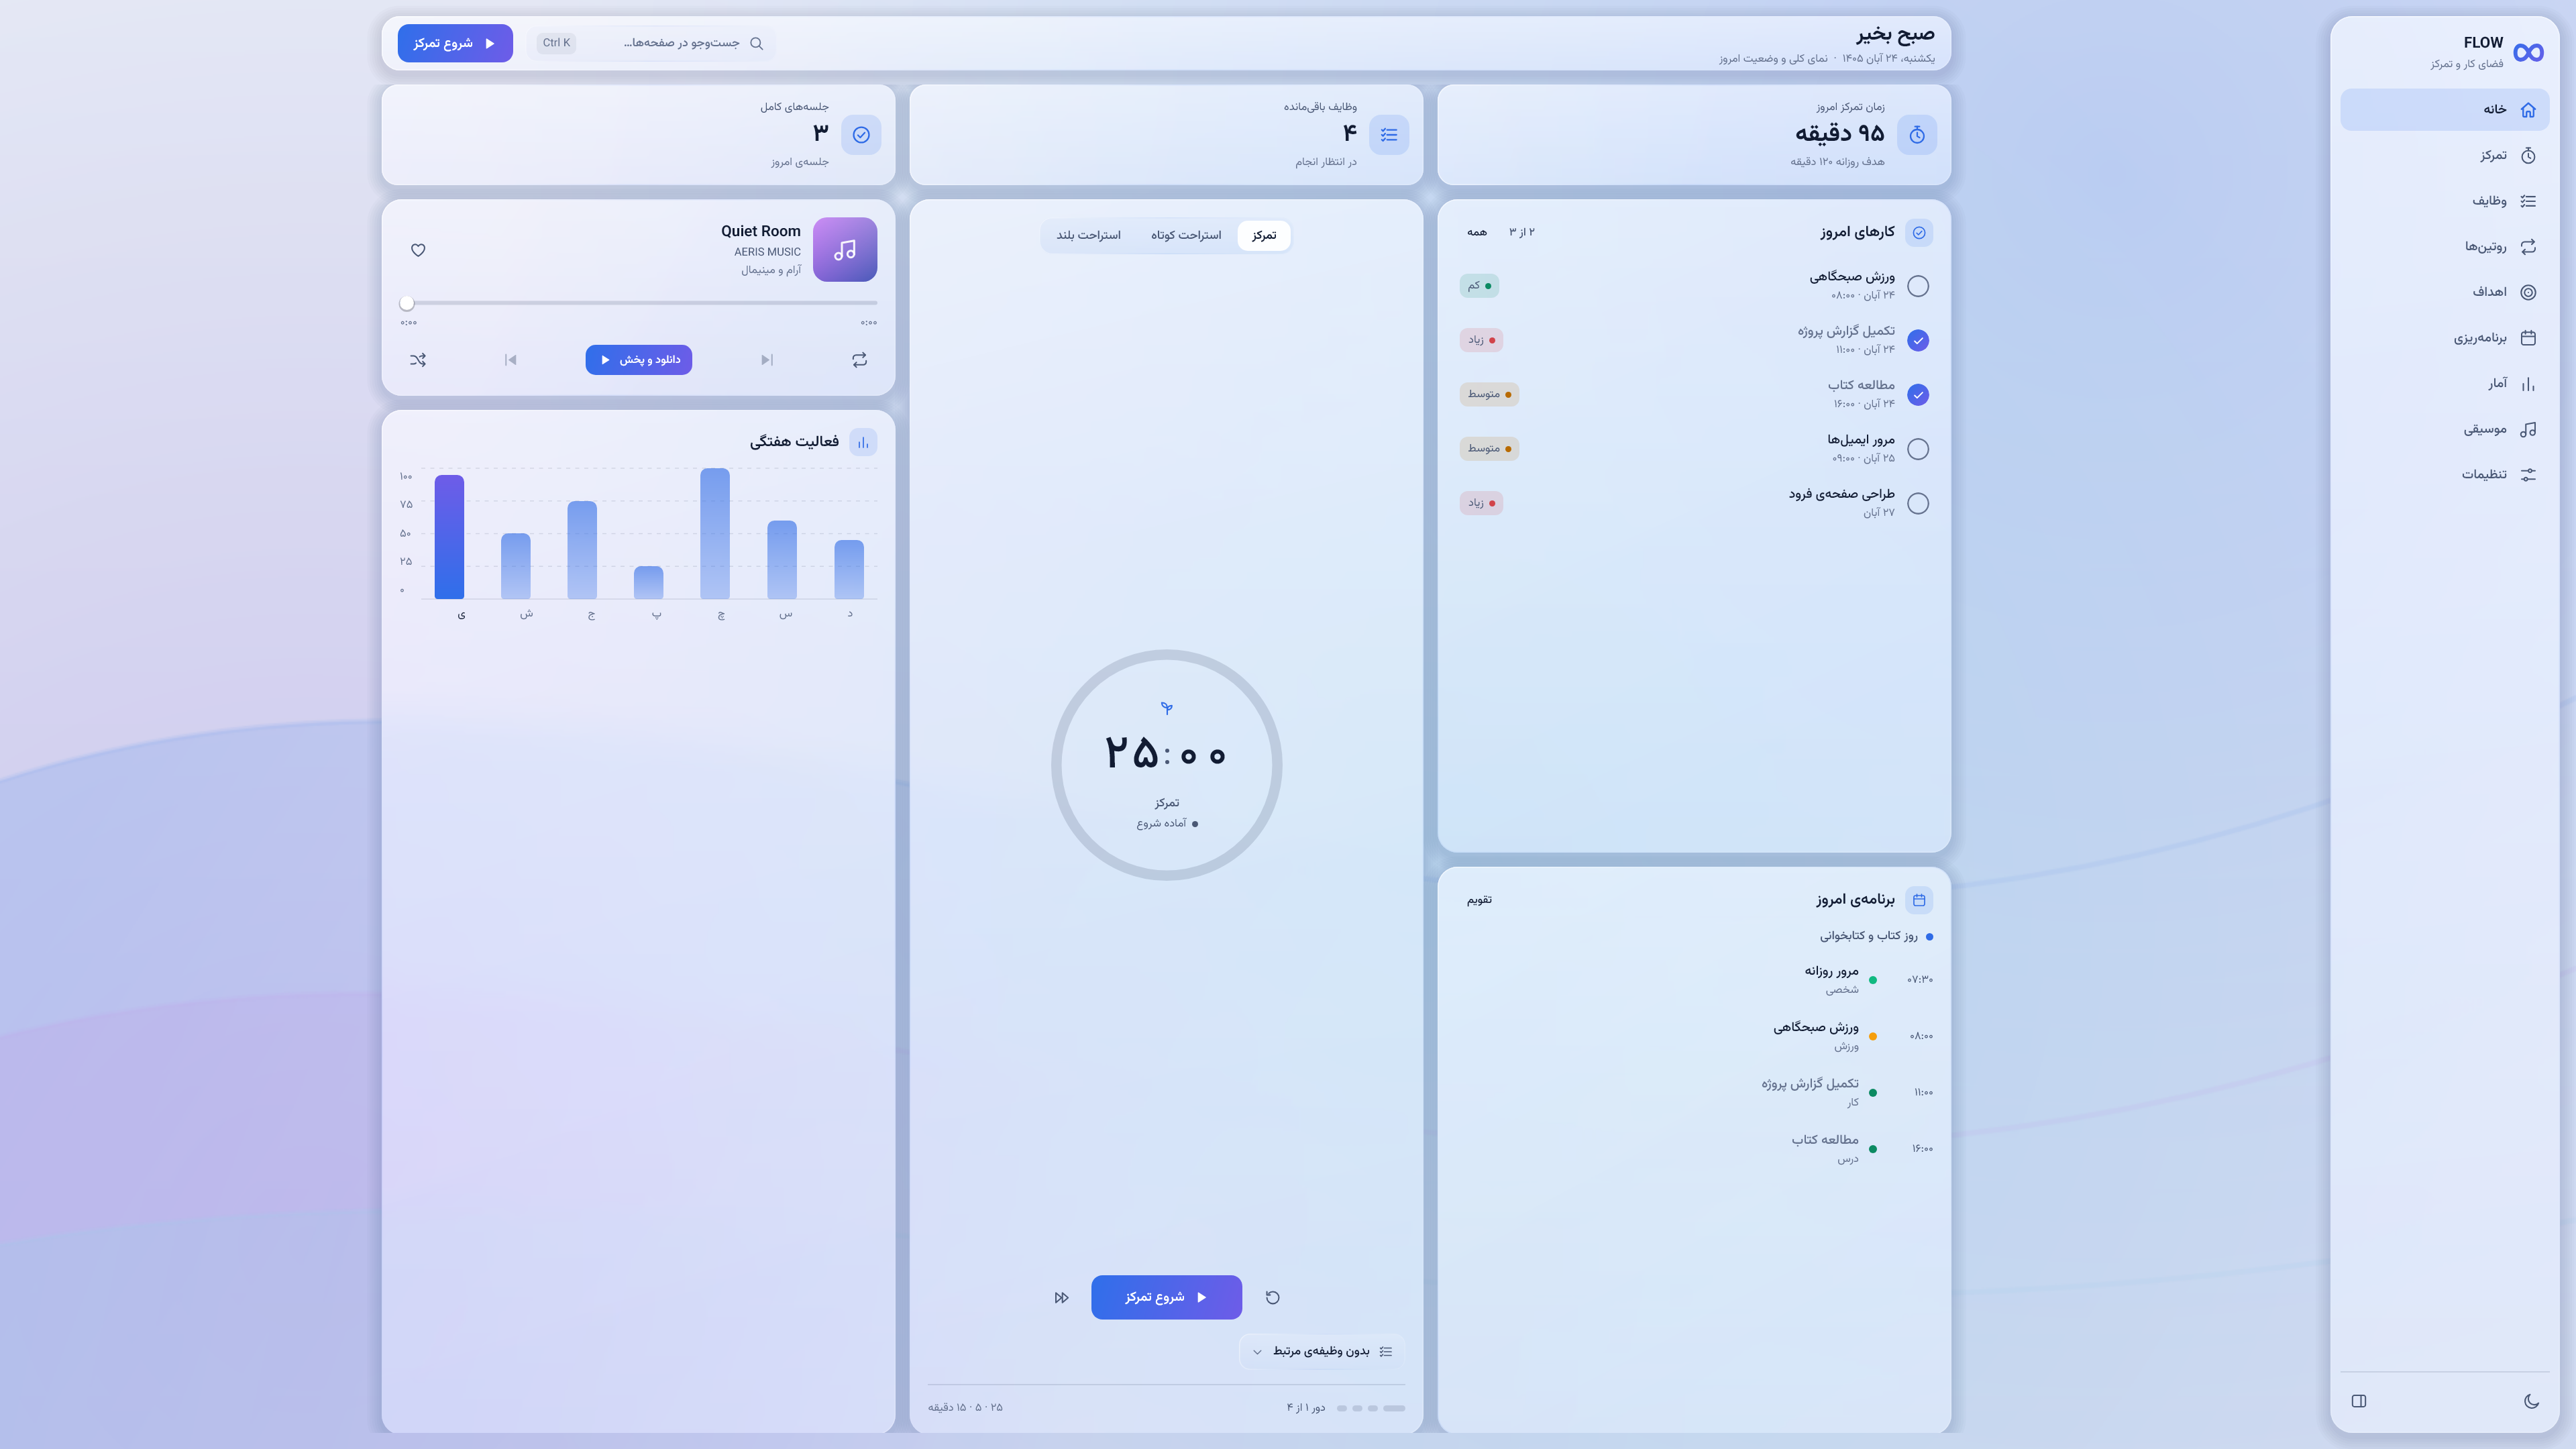 FLOW
فضای کار و تمرکز
خانه
تمرکز
وظایف
روتین‌ها
اهداف
برنامه‌ریزی
آمار
موسیقی
تنظیمات
صبح بخیر
یکشنبه، ۲۴ آبان ۱۴۰۵ · نمای کلی و وضعیت امروز
جست‌وجو در صفحه‌ها…
Ctrl K
شروع تمرکز
زمان تمرکز امروز
۹۵ دقیقه
هدف روزانه ۱۲۰ دقیقه
وظایف باقی‌مانده
۴
در انتظار انجام
جلسه‌های کامل
۳
جلسه‌ی امروز
کارهای امروز
۲ از ۳
همه
ورزش صبحگاهی
۲۴ آبان · ۰۸:۰۰
کم
تکمیل گزارش پروژه
۲۴ آبان · ۱۱:۰۰
زیاد
مطالعه کتاب
۲۴ آبان · ۱۶:۰۰
متوسط
مرور ایمیل‌ها
۲۵ آبان · ۰۹:۰۰
متوسط
طراحی صفحه‌ی فرود
۲۷ آبان
زیاد
برنامه‌ی امروز
تقویم
روز کتاب و کتابخوانی
۰۷:۳۰
مرور روزانه
شخصی
۰۸:۰۰
ورزش صبحگاهی
ورزش
۱۱:۰۰
تکمیل گزارش پروژه
کار
۱۶:۰۰
مطالعه کتاب
درس
تمرکز
استراحت کوتاه
استراحت بلند
۲۵:۰۰
تمرکز
آماده شروع
شروع تمرکز
بدون وظیفه‌ی مرتبط
دور ۱ از ۴
۲۵ · ۵ · ۱۵ دقیقه
Quiet Room
AERIS MUSIC
آرام و مینیمال
۰:۰۰
۰:۰۰
دانلود و پخش
فعالیت هفتگی
۱۰۰
۷۵
۵۰
۲۵
۰
د
س
چ
پ
ج
ش
ی